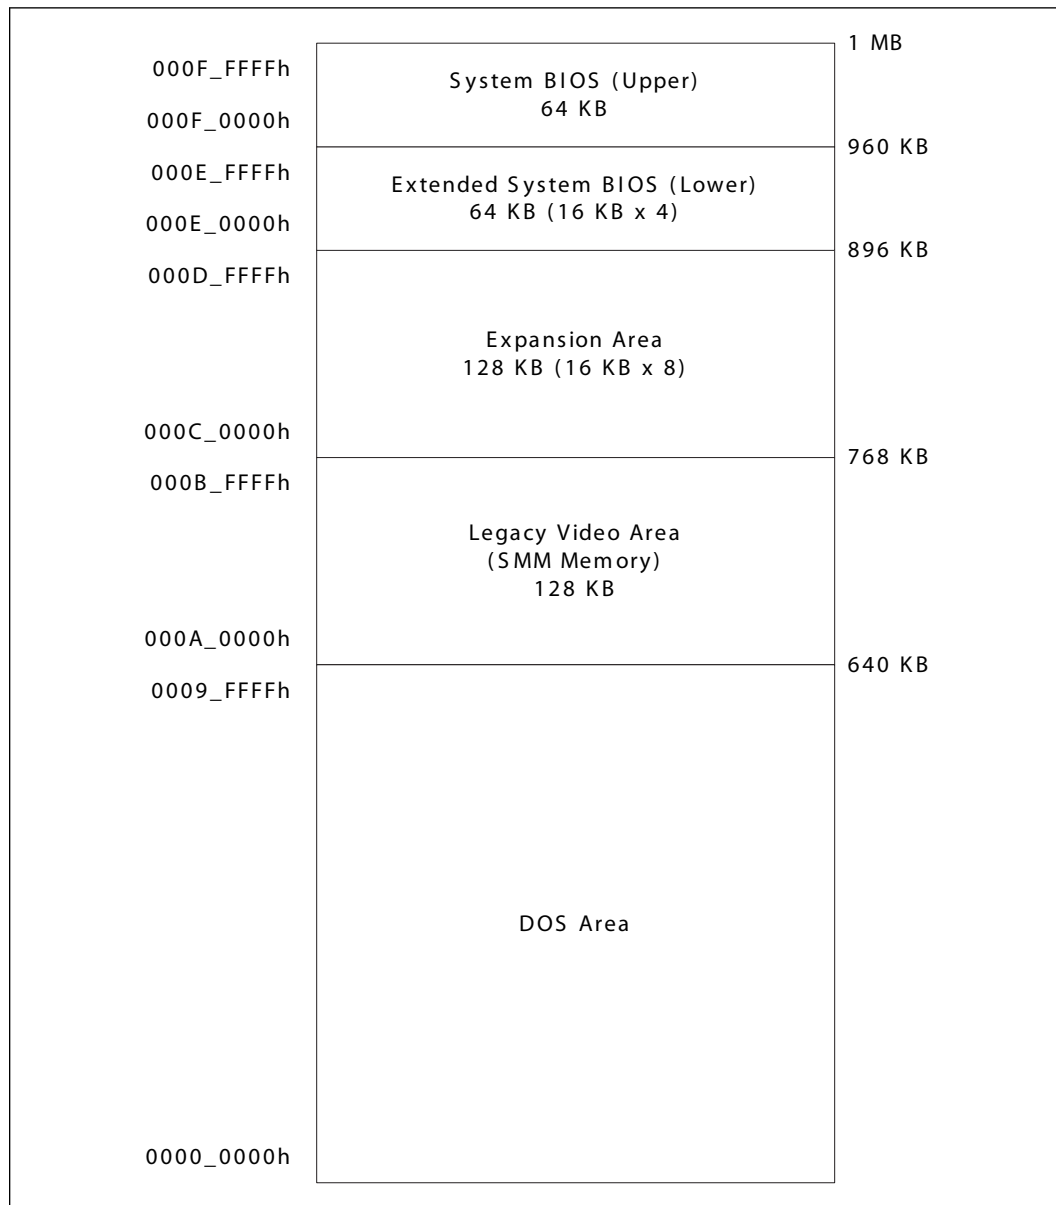 1 MB
000F_FFFFh
System BIOS (Upper)
64 KB
000F_0000h
960 KB
000E_FFFFh
Extended System BIOS (Lower)
64 KB (16 KB x 4)
000E_0000h
896 KB
000D_FFFFh
Expansion Area
128 KB (16 KB x 8)
000C_0000h
768 KB
000B_FFFFh
Legacy Video Area
(SMM Memory)
128 KB
000A_0000h
640 KB
0009_FFFFh
DOS Area
0000_0000h